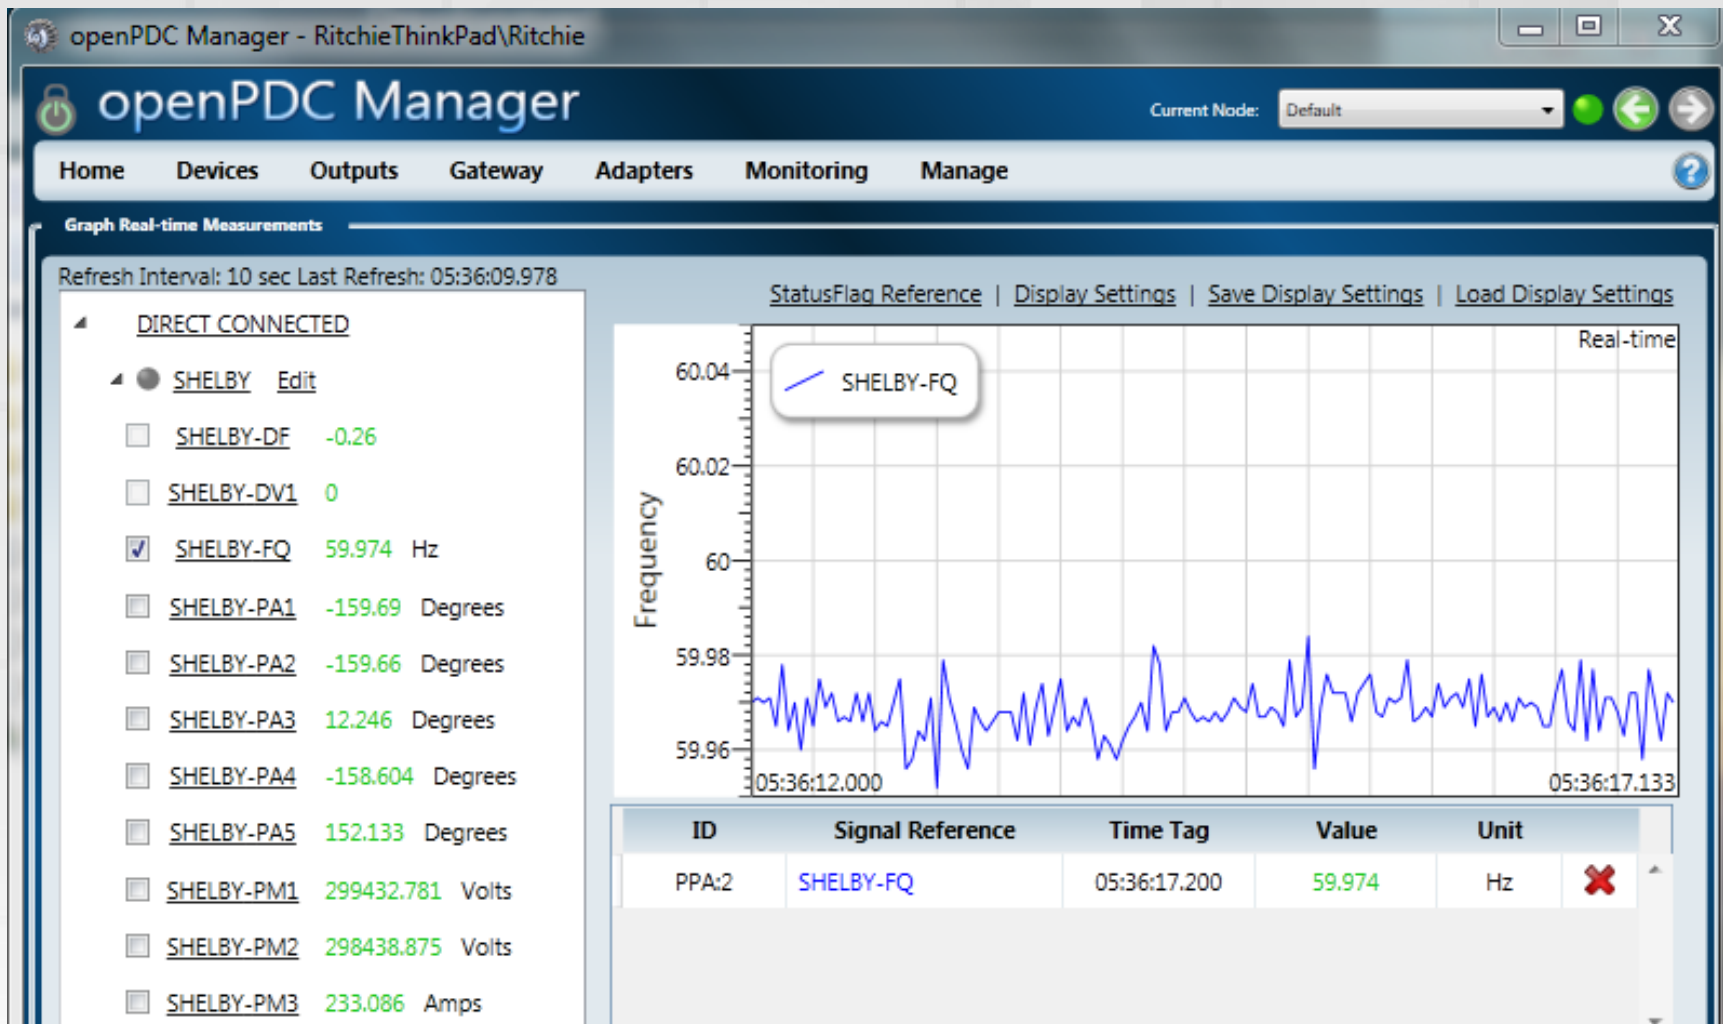 openPDC Manager - RitchieThinkPad\Ritchie
openPDC Manager
Current Node: Default
Home Devices Outputs Gateway Adapters Monitoring Manage
Graph Real-time Measurements
Refresh Interval: 10 sec Last Refresh: 05:36:09.978
DIRECT CONNECTED
SHELBY Edit
SHELBY-DF -0.26
SHELBY-DV1 0
SHELBY-FQ 59.974 Hz
SHELBY-PA1 -159.69 Degrees
SHELBY-PA2 -159.66 Degrees
SHELBY-PA3 12.246 Degrees
SHELBY-PA4 -158.604 Degrees
SHELBY-PA5 152.133 Degrees
SHELBY-PM1 299432.781 Volts
SHELBY-PM2 298438.875 Volts
SHELBY-PM3 233.086 Amps
StatusFlag Reference | Display Settings | Save Display Settings | Load Display Settings
Real-time
SHELBY-FQ
Frequency
60.04
60.02
60
59.98
59.96
05:36:12.000 05:36:17.133
ID Signal Reference Time Tag Value Unit
PPA:2 SHELBY-FQ 05:36:17.200 59.974 Hz